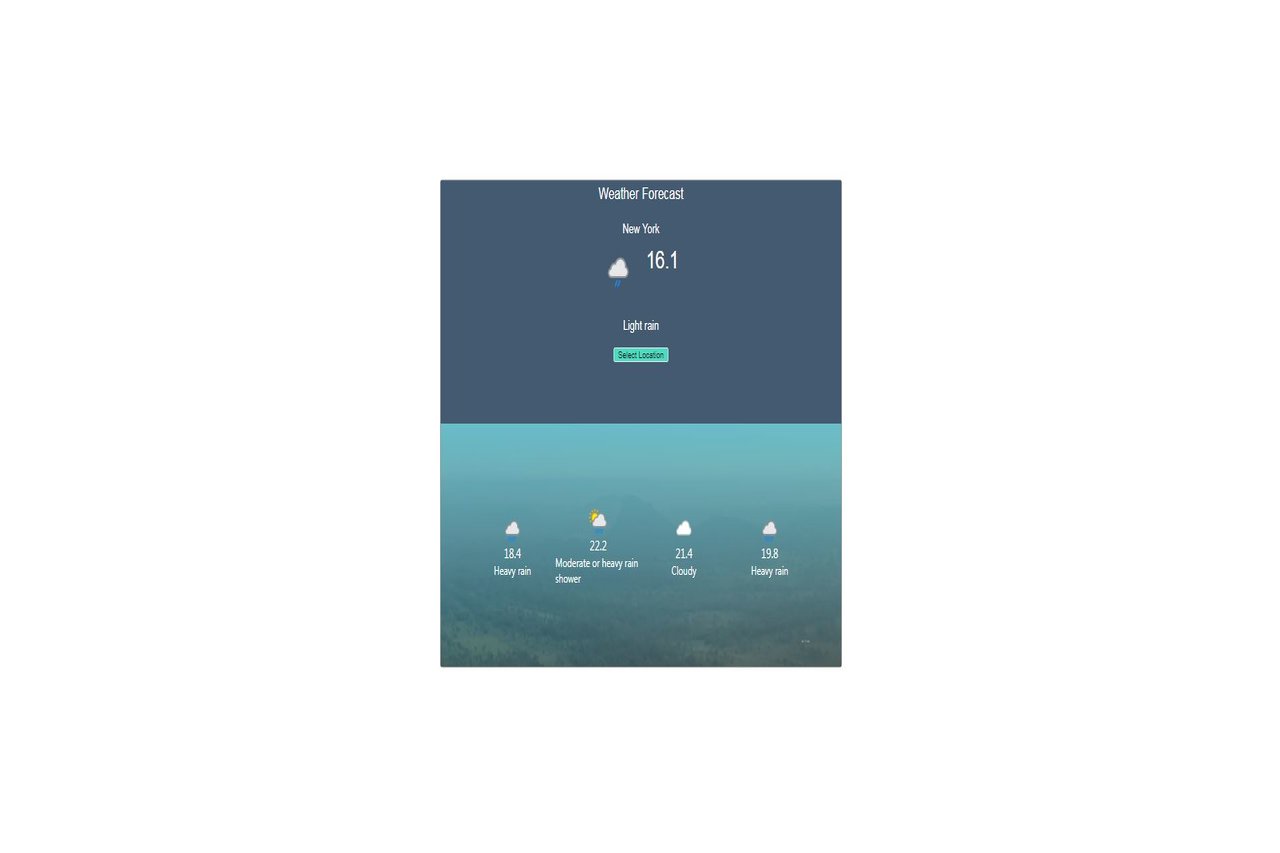 Weather Forecast
New York
16.1
Light rain
Select Location
18.4
Heavy rain
22.2
Moderate or heavy rain
shower
21.4
Cloudy
19.8
Heavy rain